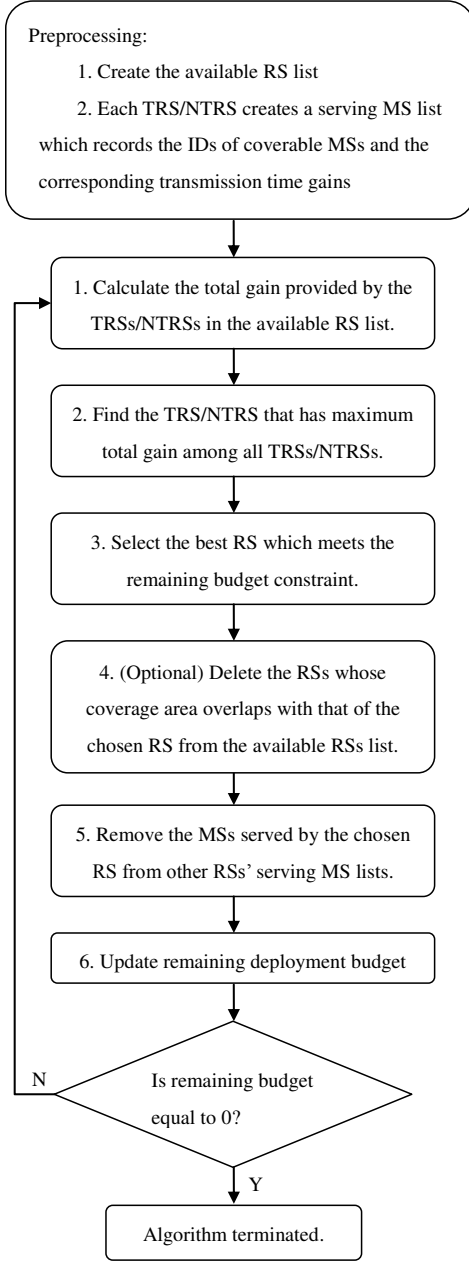 Preprocessing:
1. Create the available RS list
2. Each TRS/NTRS creates a serving MS list
which records the IDs of coverable MSs and the
corresponding transmission time gains
1. Calculate the total gain provided by the
TRSs/NTRSs in the available RS list.
2. Find the TRS/NTRS that has maximum
total gain among all TRSs/NTRSs.
3. Select the best RS which meets the
remaining budget constraint.
4. (Optional) Delete the RSs whose
coverage area overlaps with that of the
chosen RS from the available RSs list.
5. Remove the MSs served by the chosen
RS from other RSs’ serving MS lists.
6. Update remaining deployment budget
N
Is remaining budget
equal to 0?
Y
Algorithm terminated.